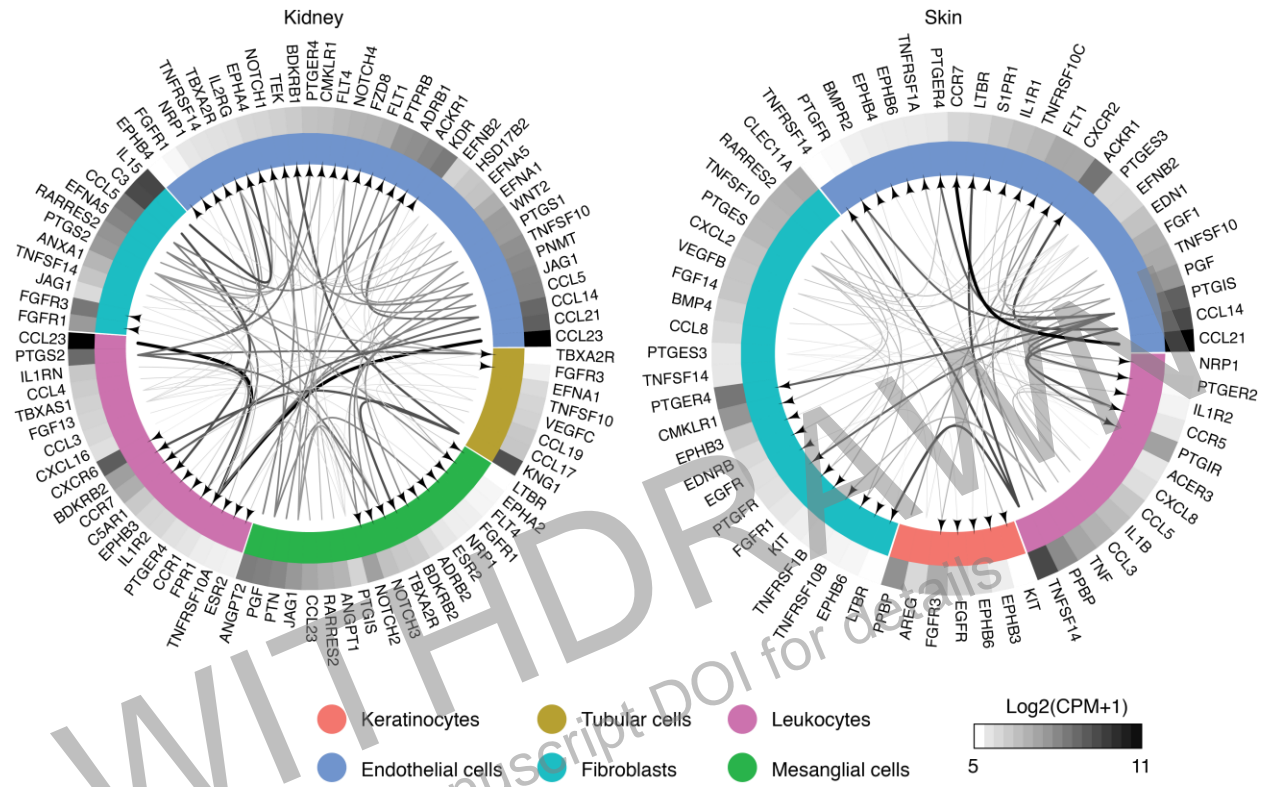 Kidney
Skin
FGFR1
NRP1
TNFRSF14
TBXA2R
IL2RG
EPHA4
NOTCH1
TEK
BDKRB1
PTGER4
CMKLR1
FLT4
NOTCH4
FZD8
FLT1
PTPRB
ADRB1
ACKR1
KDR
EFNB2
HSD17B2
EFNA5
EFNA1
WNT2
PTGS1
TNFSF10
PNMT
JAG1
CCL5
CCL14
CCL21
CCL23
TBXA2R
FGFR3
EFNA1
TNFSF10
VEGFC
CCL19
CCL17
KNG1
LTBR
EPHA2
FLT4
FGFR1
NRP1
ESR2
ADRB2
BDKRB2
TBXA2R
NOTCH3
NOTCH2
PTGIS
ANGPT1
RARRES2
CCL23
JAG1
PTN
PGF
ANGPT2
ESR2
TNFRSF10A
FPR1
CCR1
PTGER4
IL1R2
EPHB3
C5AR1
CCR7
BDKRB2
CXCR6
CXCL16
CCL3
FGF13
TBXAS1
CCL4
IL1RN
PTGS2
CCL23
FGFR1
FGFR3
JAG1
TNFSF14
ANXA1
PTGS2
RARRES2
EFNA5
CCL5
C3
IL15
EPHB4
TNFRSF14
PTGFR
BMPR2
EPHB4
EPHB6
TNFRSF1A
PTGER4
CCR7
LTBR
S1PR1
IL1R1
TNFRSF10C
FLT1
CXCR2
ACKR1
PTGES3
EFNB2
EDN1
FGF1
TNFSF10
PGF
PTGIS
CCL14
CCL21
NRP1
PTGER2
IL1R2
CCR5
PTGIR
ACER3
CXCL8
CCL5
IL1B
CCL3
TNF
PPBP
TNFSF14
KIT
EPHB3
EPHB6
EGFR
FGFR3
AREG
PPBP
LTBR
EPHB6
TNFRSF10B
TNFRSF1B
KIT
FGFR1
PTGFR
EGFR
EDNRB
EPHB3
CMKLR1
PTGER4
TNFSF14
PTGES3
CCL8
BMP4
FGF14
VEGFB
CXCL2
PTGES
TNFSF10
RARRES2
CLEC11A
WITHDRAWN
nuscript DOI for details
Keratinocytes
Tubular cells
Leukocytes
Endothelial cells
Fibroblasts
Mesanglial cells
Log2(CPM+1)
5
11